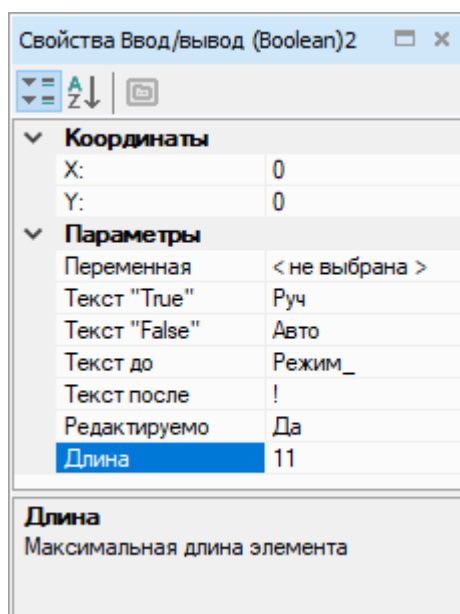 Свойства Ввод/вывод (Boolean)2
Координаты
X: 0
Y: 0
Параметры
Переменная < не выбрана >
Текст "True" Руч
Текст "False" Авто
Текст до Режим_
Текст после !
Редактируемо Да
Длина 11
Длина
Максимальная длина элемента